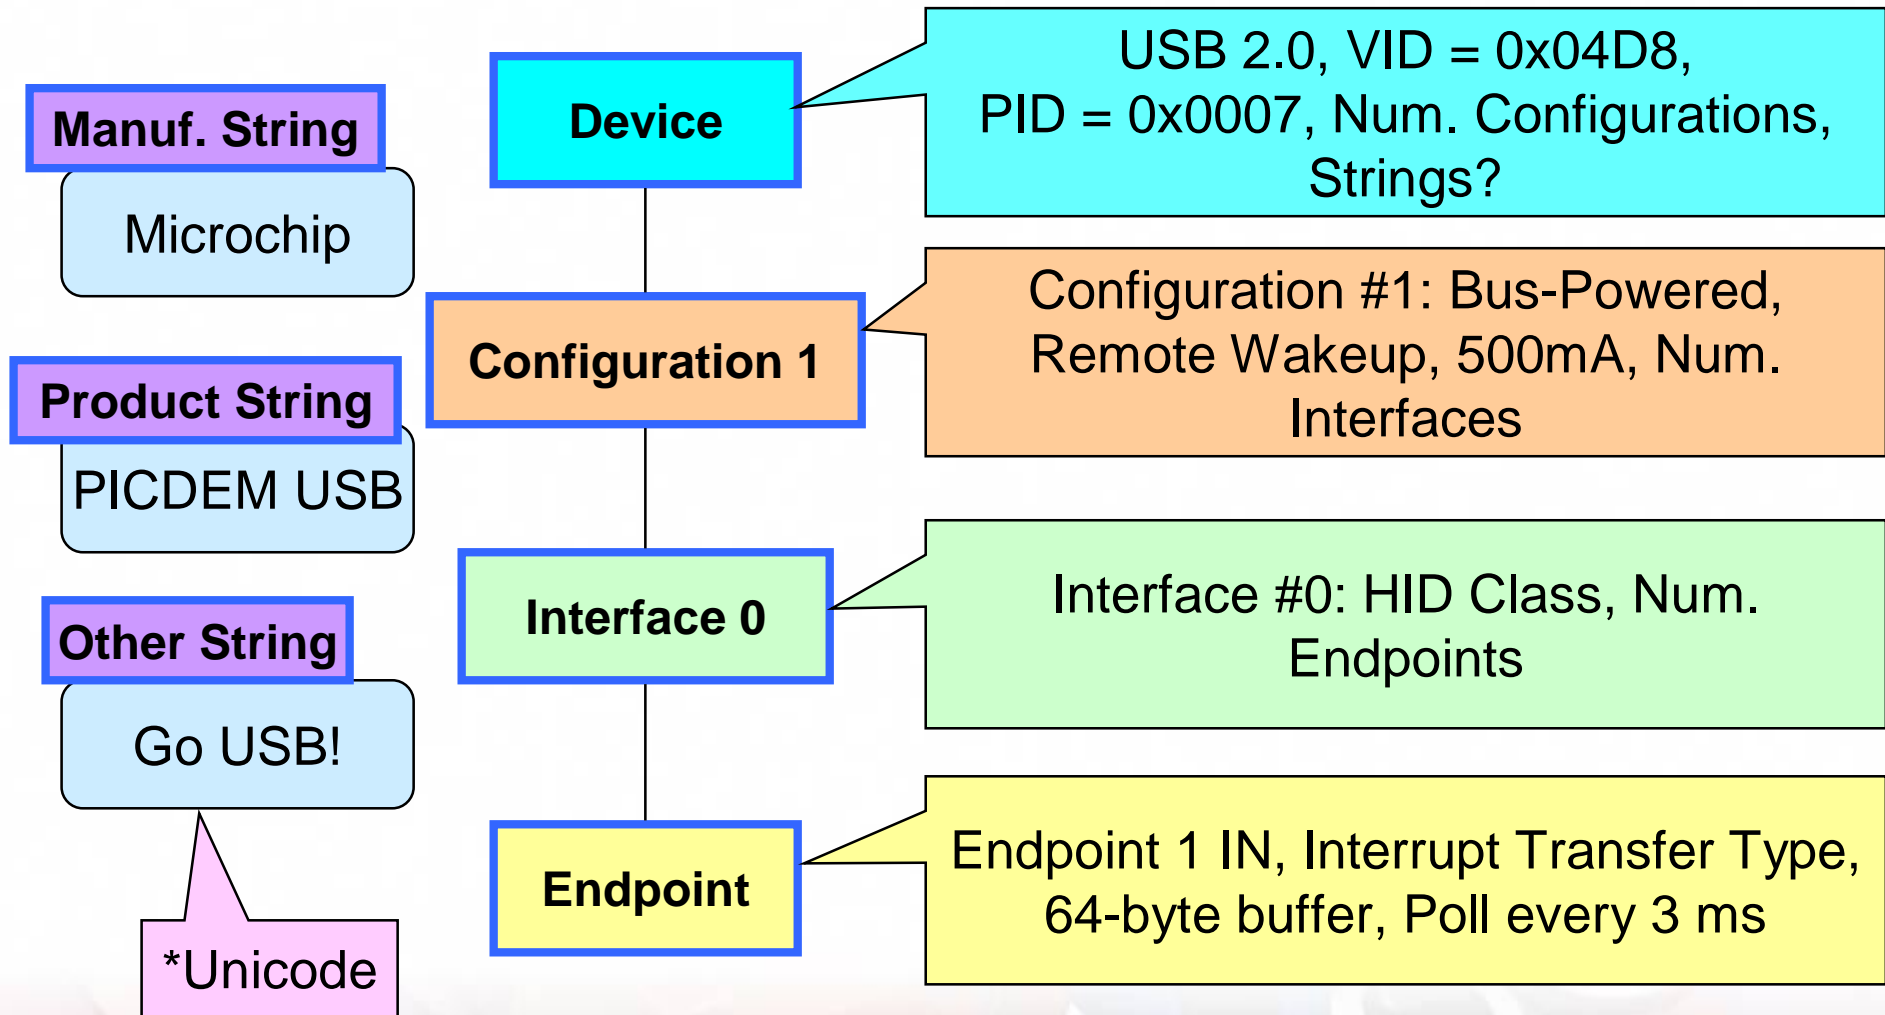 Manuf. String
Microchip
Product String
PICDEM USB
Other String
Go USB!
*Unicode
Device
Configuration 1
Interface 0
Endpoint
USB 2.0, VID = 0x04D8,
PID = 0x0007, Num. Configurations,
Strings?
Configuration #1: Bus-Powered,
Remote Wakeup, 500mA, Num.
Interfaces
Interface #0: HID Class, Num.
Endpoints
Endpoint 1 IN, Interrupt Transfer Type,
64-byte buffer, Poll every 3 ms